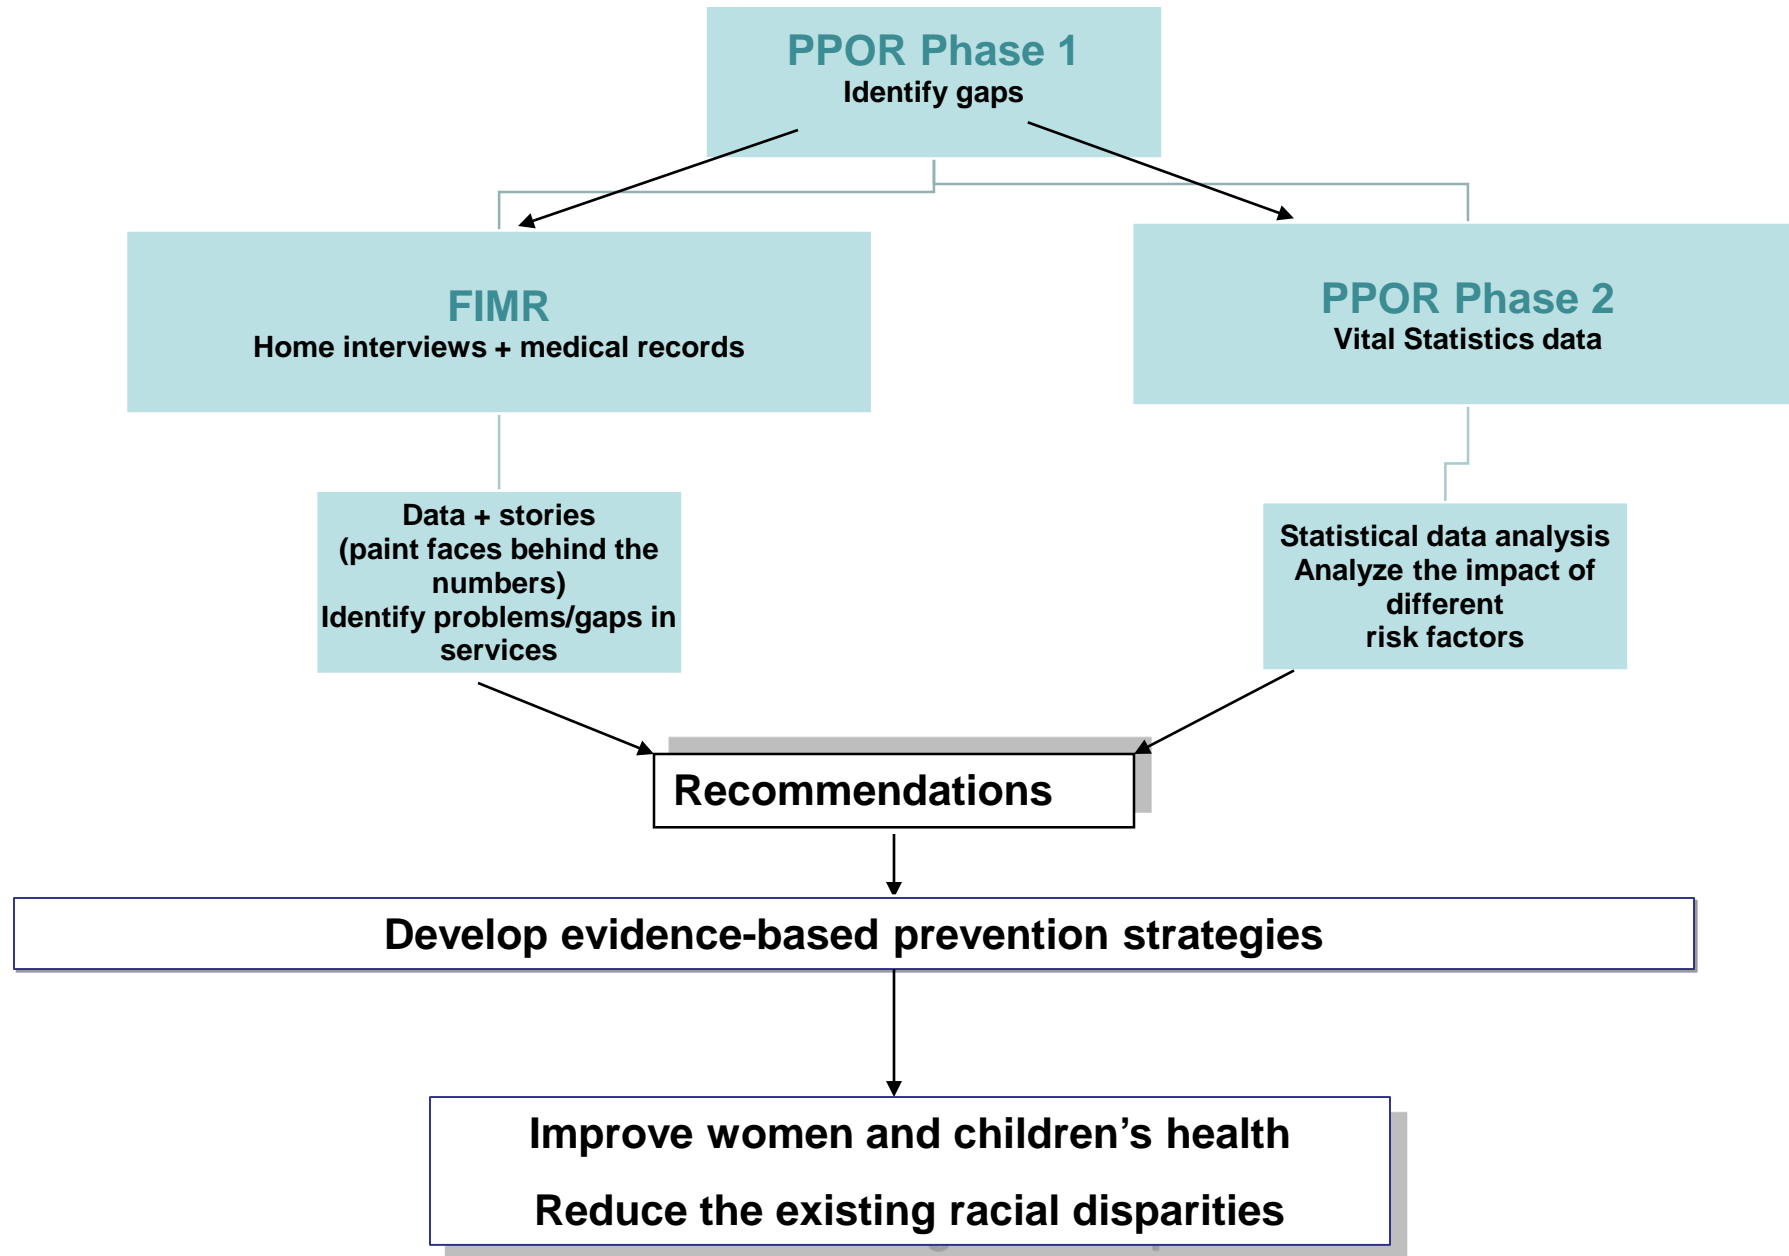 PPOR Phase 1
Identify gaps
FIMR
Home interviews + medical records
PPOR Phase 2
Vital Statistics data
Data + stories
(paint faces behind the
numbers)
Identify problems/gaps in
services
Statistical data analysis
Analyze the impact of
different
risk factors
Recommendations
Develop evidence-based prevention strategies
Improve women and children’s health
Reduce the existing racial disparities